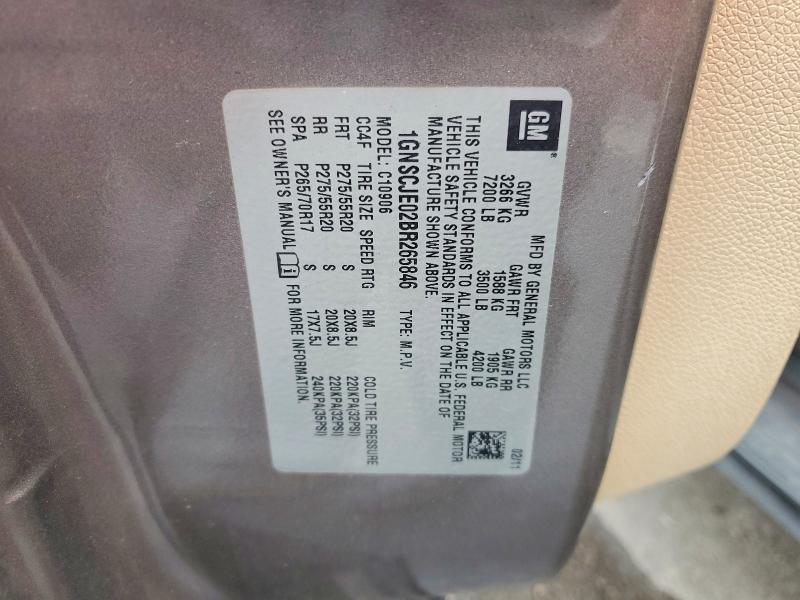 GM®
MFD BY GENERAL MOTORS LLC 02/11
GVWR GAWR FRT GAWR RR
3266 KG 1588 KG 1905 KG
7200 LB 3500 LB 4200 LB
THIS VEHICLE CONFORMS TO ALL APPLICABLE U.S. FEDERAL MOTOR
VEHICLE SAFETY STANDARDS IN EFFECT ON THE DATE OF
MANUFACTURE SHOWN ABOVE.
1GNSCJE02BR265846 TYPE: M.P.V.
MODEL: C10906
CC4F TIRE SIZE SPEED RTG RIM COLD TIRE PRESSURE
FRT P275/55R20 S 20X8.5J 220KPA(32PSI)
RR P275/55R20 S 20X8.5J 220KPA(32PSI)
SPA P265/70R17 S 17X7.5J 240KPA(35PSI)
SEE OWNER'S MANUAL i FOR MORE INFORMATION.